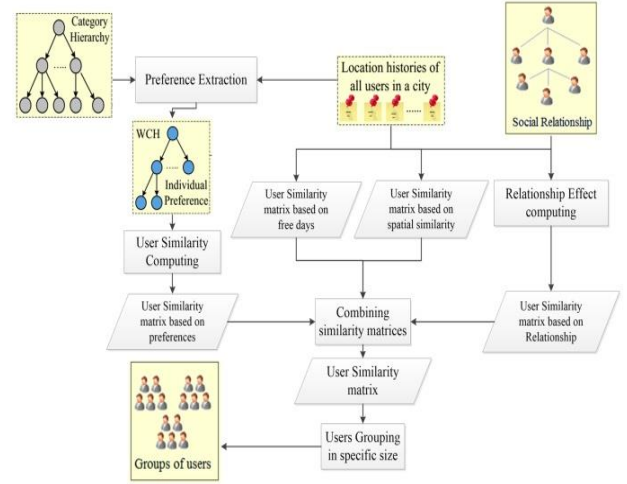 Category
Hierarchy
Preference Extraction
Location histories of
all users in a city
......
Social Relationship
WCH
......
Individual
Preference
User Similarity
matrix based on
free days
User Similarity
matrix based on
spatial similarity
Relationship Effect
computing
User Similarity
Computing
User Similarity
matrix based on
preferences
Combining
similarity matrices
User Similarity
matrix based on
Relationship
User Similarity
matrix
Users Grouping
in specific size
Groups of users